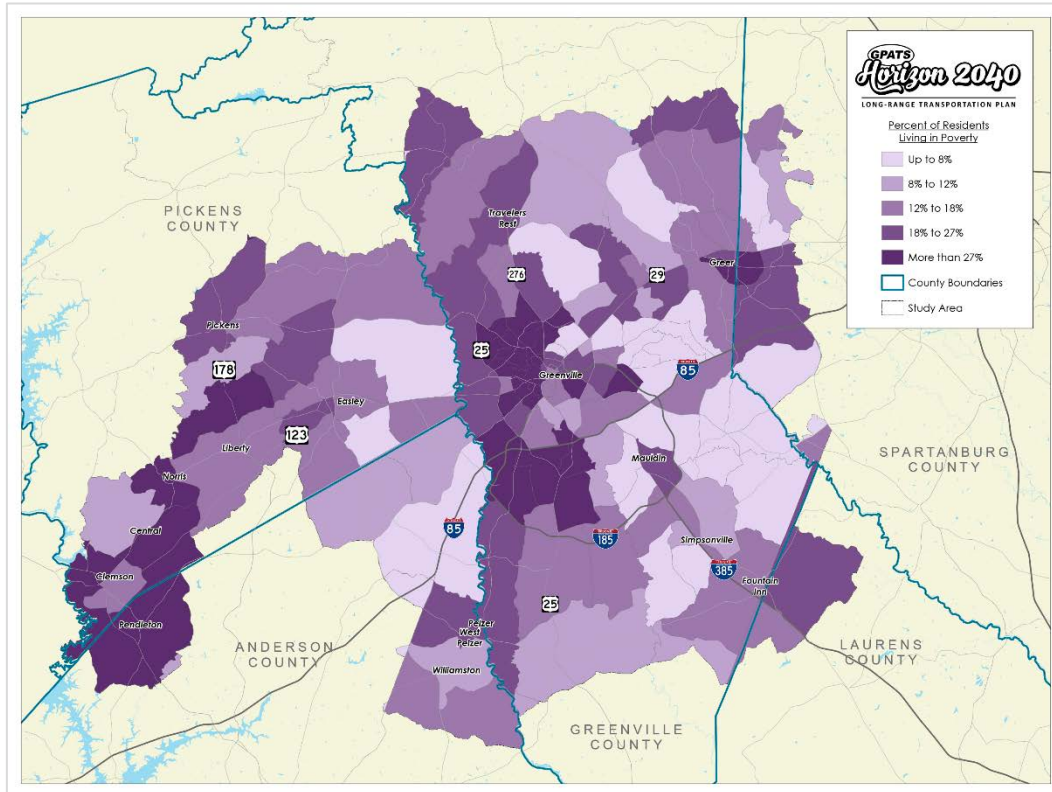 GPATS
Horizon 2040
LONG-RANGE TRANSPORTATION PLAN
Percent of Residents
Living in Poverty
Up to 8%
8% to 12%
12% to 18%
18% to 27%
More than 27%
County Boundaries
Study Area
PICKENS
COUNTY
Travelers
Rest
276
29
Greer
Pickens
25
178
Greenville
85
Easley
123
Liberty
Mauldin
SPARTANBURG
COUNTY
Norris
Central
85
185
Simpsonville
385
Clemson
Fountain
Inn
25
Pendleton
Pelzer
West
Pelzer
ANDERSON
COUNTY
LAURENS
COUNTY
Williamston
GREENVILLE
COUNTY